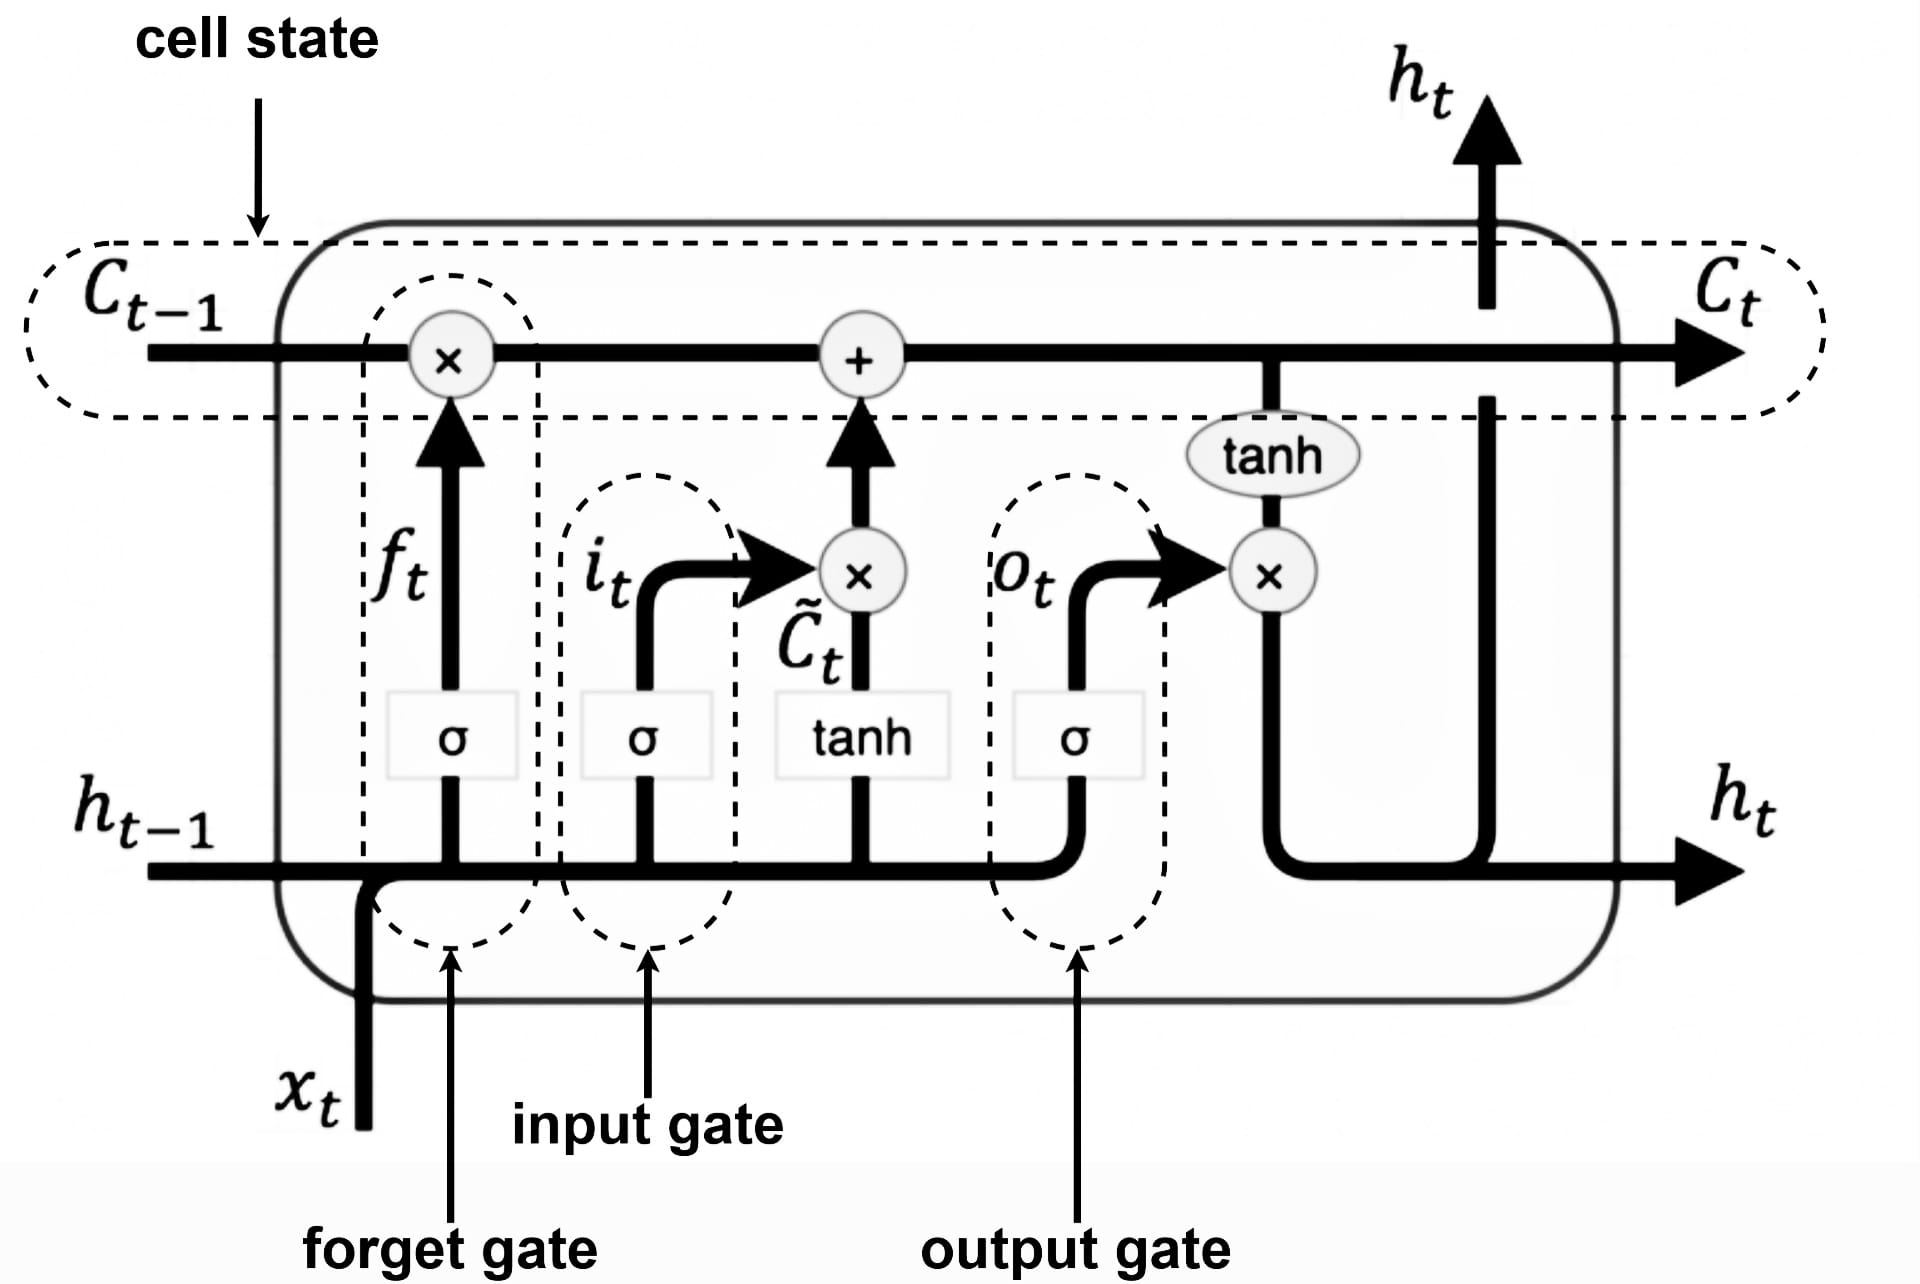 cell state
h_t
C_{t-1}
C_t
×
+
tanh
f_t
i_t
×
o_t
×
C̃_t
σ
σ
tanh
σ
h_{t-1}
h_t
x_t
input gate
forget gate
output gate